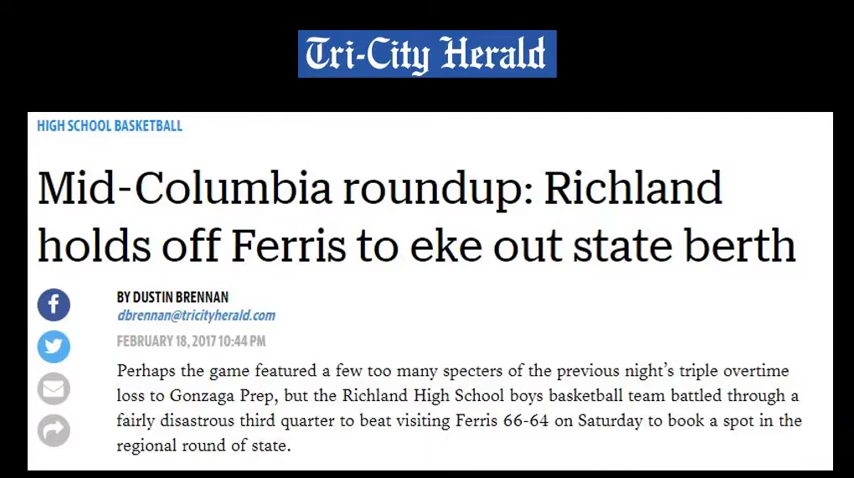 Tri-City Herald
HIGH SCHOOL BASKETBALL
Mid-Columbia roundup: Richland
holds off Ferris to eke out state berth
BY DUSTIN BRENNAN
dbrennan@tricityherald.com
FEBRUARY 18, 2017 10:44 PM
Perhaps the game featured a few too many specters of the previous night's triple overtime
loss to Gonzaga Prep, but the Richland High School boys basketball team battled through a
fairly disastrous third quarter to beat visiting Ferris 66-64 on Saturday to book a spot in the
regional round of state.